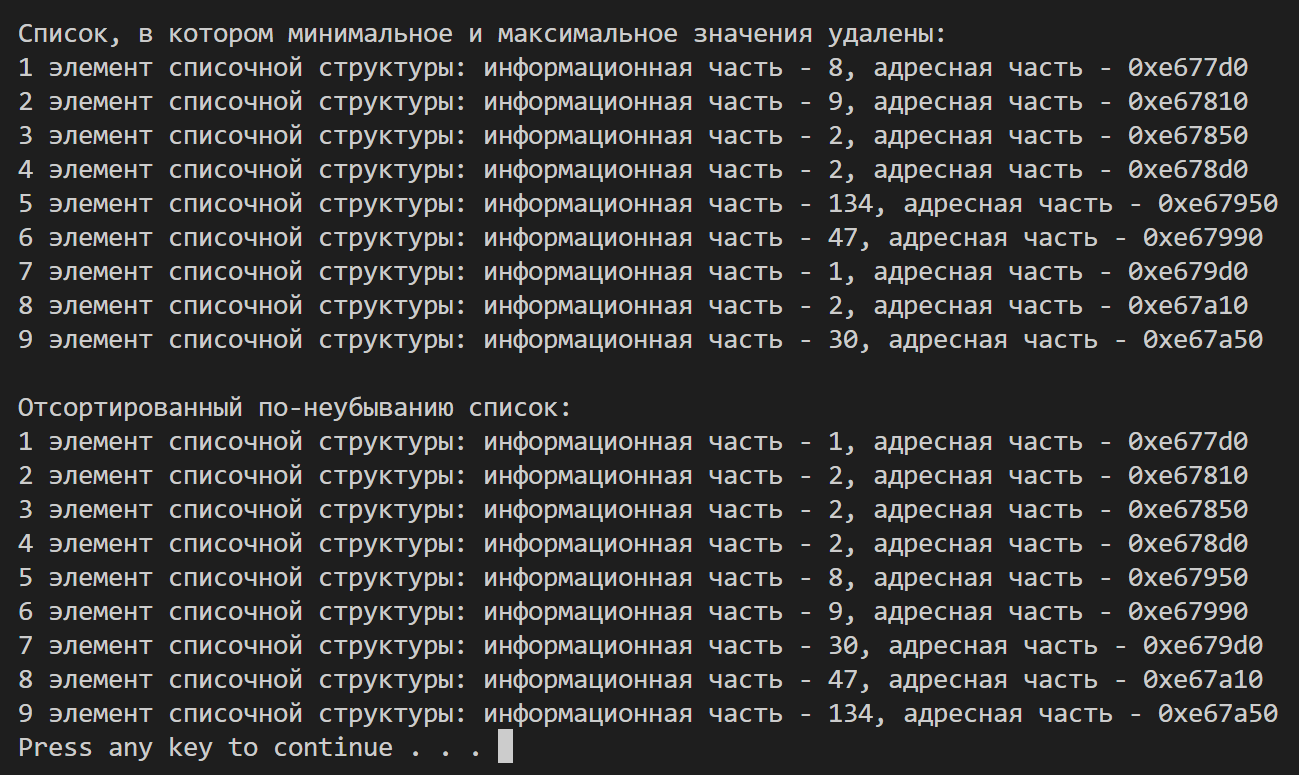 Список, в котором минимальное и максимальное значения удалены:
1 элемент списочной структуры: информационная часть - 8, адресная часть - 0xe677d0
2 элемент списочной структуры: информационная часть - 9, адресная часть - 0xe67810
3 элемент списочной структуры: информационная часть - 2, адресная часть - 0xe67850
4 элемент списочной структуры: информационная часть - 2, адресная часть - 0xe678d0
5 элемент списочной структуры: информационная часть - 134, адресная часть - 0xe67950
6 элемент списочной структуры: информационная часть - 47, адресная часть - 0xe67990
7 элемент списочной структуры: информационная часть - 1, адресная часть - 0xe679d0
8 элемент списочной структуры: информационная часть - 2, адресная часть - 0xe67a10
9 элемент списочной структуры: информационная часть - 30, адресная часть - 0xe67a50
Отсортированный по-неубыванию список:
1 элемент списочной структуры: информационная часть - 1, адресная часть - 0xe677d0
2 элемент списочной структуры: информационная часть - 2, адресная часть - 0xe67810
3 элемент списочной структуры: информационная часть - 2, адресная часть - 0xe67850
4 элемент списочной структуры: информационная часть - 2, адресная часть - 0xe678d0
5 элемент списочной структуры: информационная часть - 8, адресная часть - 0xe67950
6 элемент списочной структуры: информационная часть - 9, адресная часть - 0xe67990
7 элемент списочной структуры: информационная часть - 30, адресная часть - 0xe679d0
8 элемент списочной структуры: информационная часть - 47, адресная часть - 0xe67a10
9 элемент списочной структуры: информационная часть - 134, адресная часть - 0xe67a50
Press any key to continue . . .